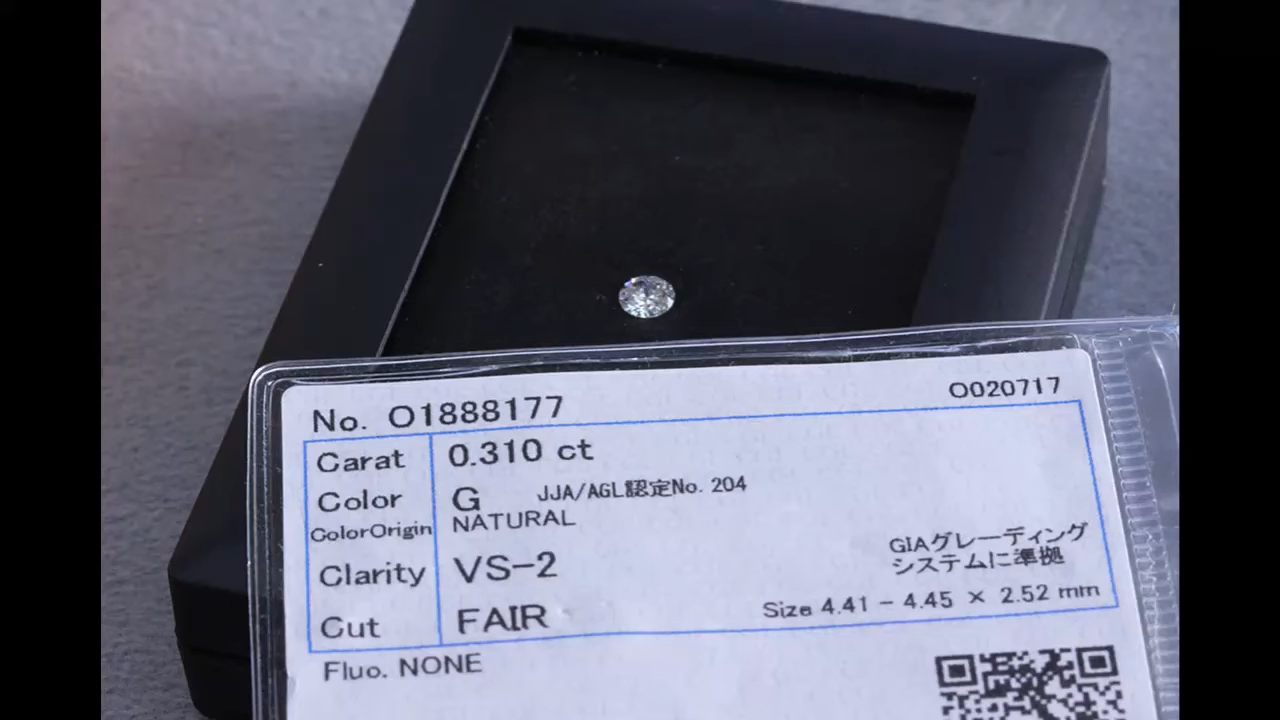 No. O1888177
O020717
Carat 0.310 ct
Color G JJA/AGL認定No. 204
ColorOrigin NATURAL
Clarity VS-2
GIAグレーディング
システムに準拠
Cut FAIR
Size 4.41 - 4.45 × 2.52 mm
Fluo. NONE